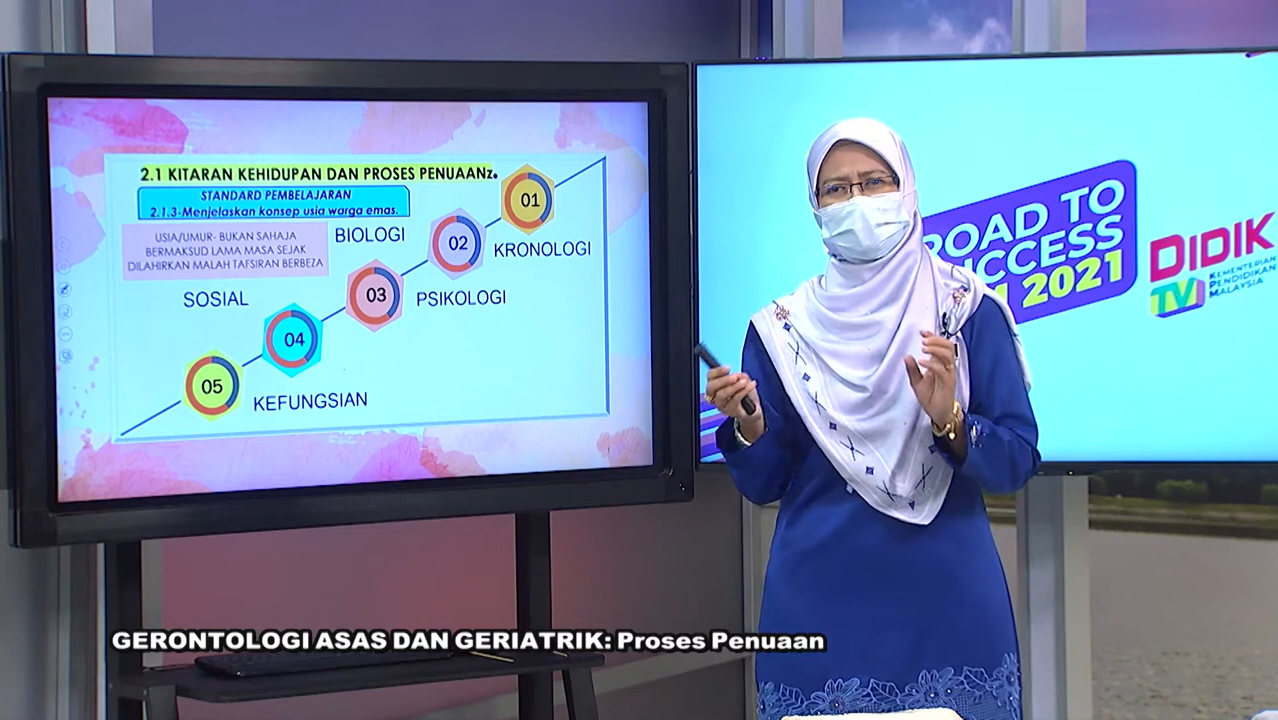 2.1 KITARAN KEHIDUPAN DAN PROSES PENUAANz.
STANDARD PEMBELAJARAN
2.1.3-Menjelaskan konsep usia warga emas.
USIA/UMUR- BUKAN SAHAJA
BERMAKSUD LAMA MASA SEJAK
DILAHIRKAN MALAH TAFSIRAN BERBEZA
01
KRONOLOGI
BIOLOGI
02
03
PSIKOLOGI
SOSIAL
04
05
KEFUNGSIAN
ROAD TO
SUCCESS
2021
DIDIK
TV
KEMENTERIAN
PENDIDIKAN
MALAYSIA
GERONTOLOGI ASAS DAN GERIATRIK: Proses Penuaan